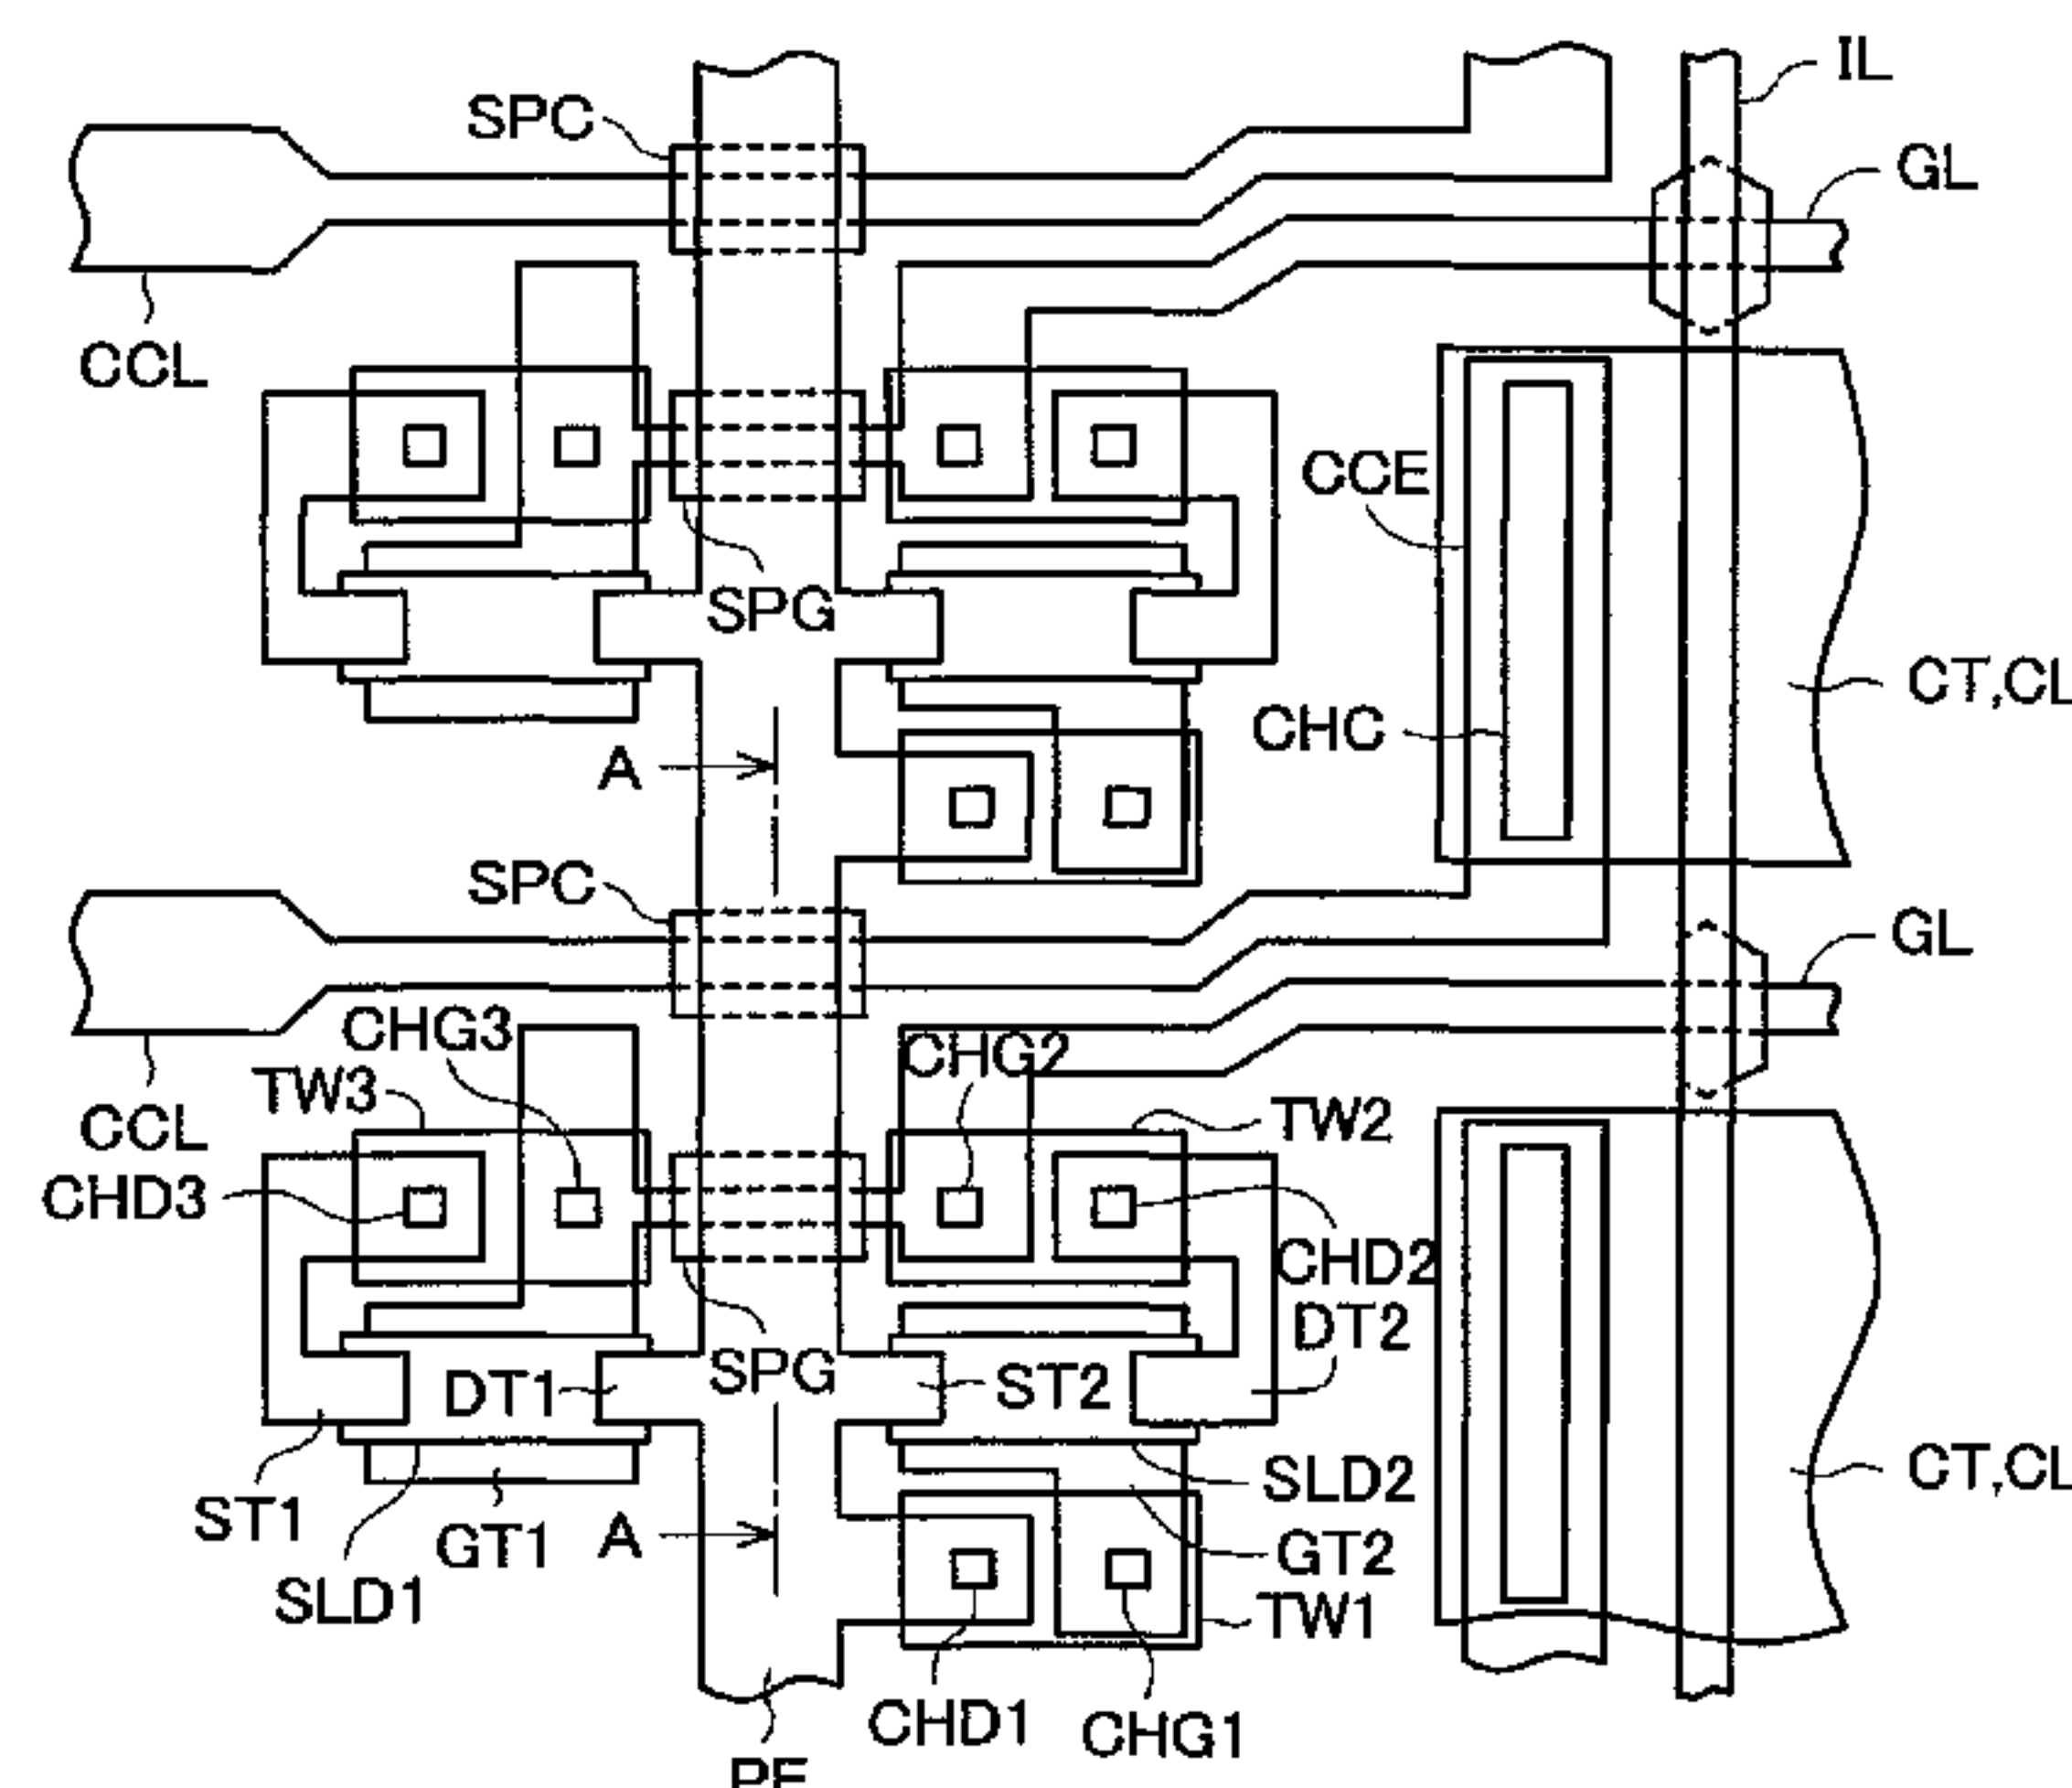 IL
SPC
GL
CCL
CCE
SPG
CT,CL
CHC
A
SPC
GL
CHG3
CHG2
TW3
CCL
TW2
CHD3
CHD2
DT2
SPG
DT1
ST2
CT,CL
SLD2
ST1
GT1
A
GT2
SLD1
TW1
CHD1
CHG1